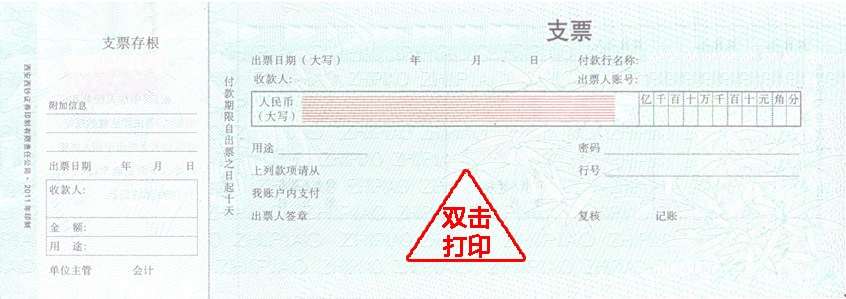 支票存根
附加信息
出票日期 年 月 日
收款人:
金 额:
用 途:
单位主管 会计
西安西钞证券印制有限责任公司·2011年印制
付款期限自出票之日起十天
支票
出票日期(大写) 年 月 日 付款行名称:
收款人: 出票人账号:
人民币
(大写)
亿千百十万千百十元角分
用途 密码
上列款项请从 行号
我账户内支付
出票人签章 复核 记账
双击
打印